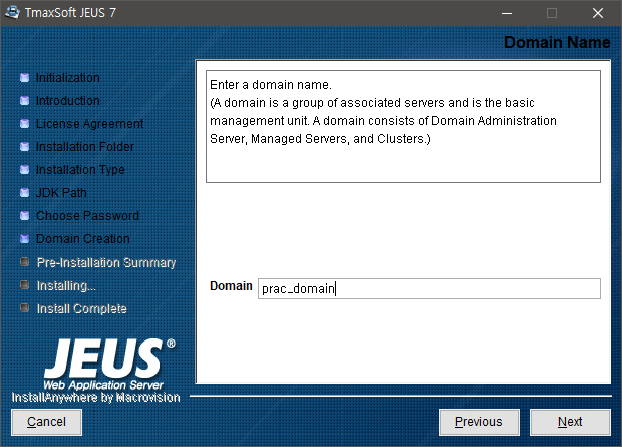 TmaxSoft JEUS 7
Domain Name
Initialization
Introduction
License Agreement
Installation Folder
Installation Type
JDK Path
Choose Password
Domain Creation
Pre-Installation Summary
Installing...
Install Complete
Enter a domain name.
(A domain is a group of associated servers and is the basic
management unit. A domain consists of Domain Administration
Server, Managed Servers, and Clusters.)
Domain prac_domain
JEUS®
Web Application Server
InstallAnywhere by Macrovision
Cancel Previous Next